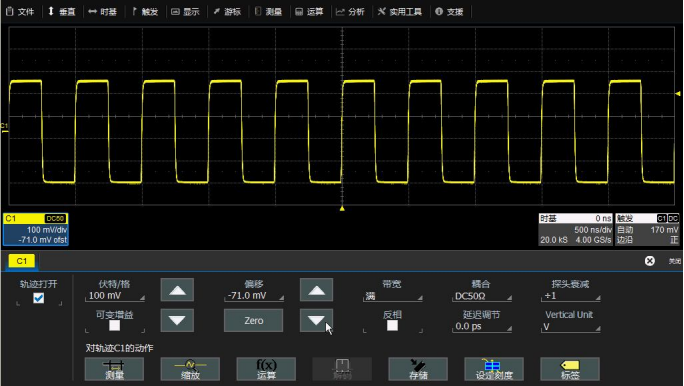 文件 垂直 时基 触发 显示 游标 测量 运算 分析 实用工具 支援
C1
C1 DC50
100 mV/div
-71.0 mV ofst
时基 0 ns
500 ns/div
20.0 kS 4.00 GS/s
触发 C1 DC
自动 170 mV
边沿 正
C1 关闭
轨迹打开 伏特/格 偏移 带宽 耦合 探头衰减
100 mV -71.0 mV 满 DC50Ω ÷1
可变增益 Zero 反相 延迟调节 Vertical Unit
0.0 ps V
对轨迹C1的动作
f(x)
测量 缩放 运算 解码 存储 设定刻度 标签